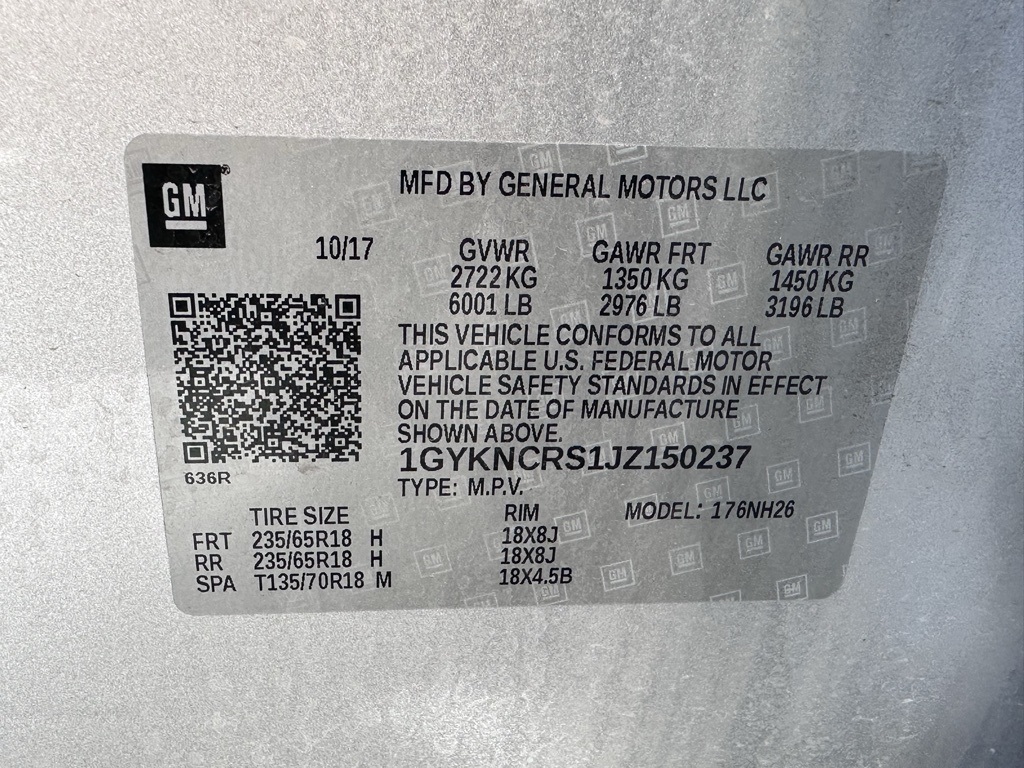 GM®
MFD BY GENERAL MOTORS LLC
10/17 GVWR GAWR FRT GAWR RR
2722 KG 1350 KG 1450 KG
6001 LB 2976 LB 3196 LB
THIS VEHICLE CONFORMS TO ALL
APPLICABLE U.S. FEDERAL MOTOR
VEHICLE SAFETY STANDARDS IN EFFECT
ON THE DATE OF MANUFACTURE
SHOWN ABOVE.
1GYKNCRS1JZ150237
636R
TYPE: M.P.V.
TIRE SIZE RIM MODEL: 176NH26
FRT 235/65R18 H 18X8J
RR 235/65R18 H 18X8J
SPA T135/70R18 M 18X4.5B